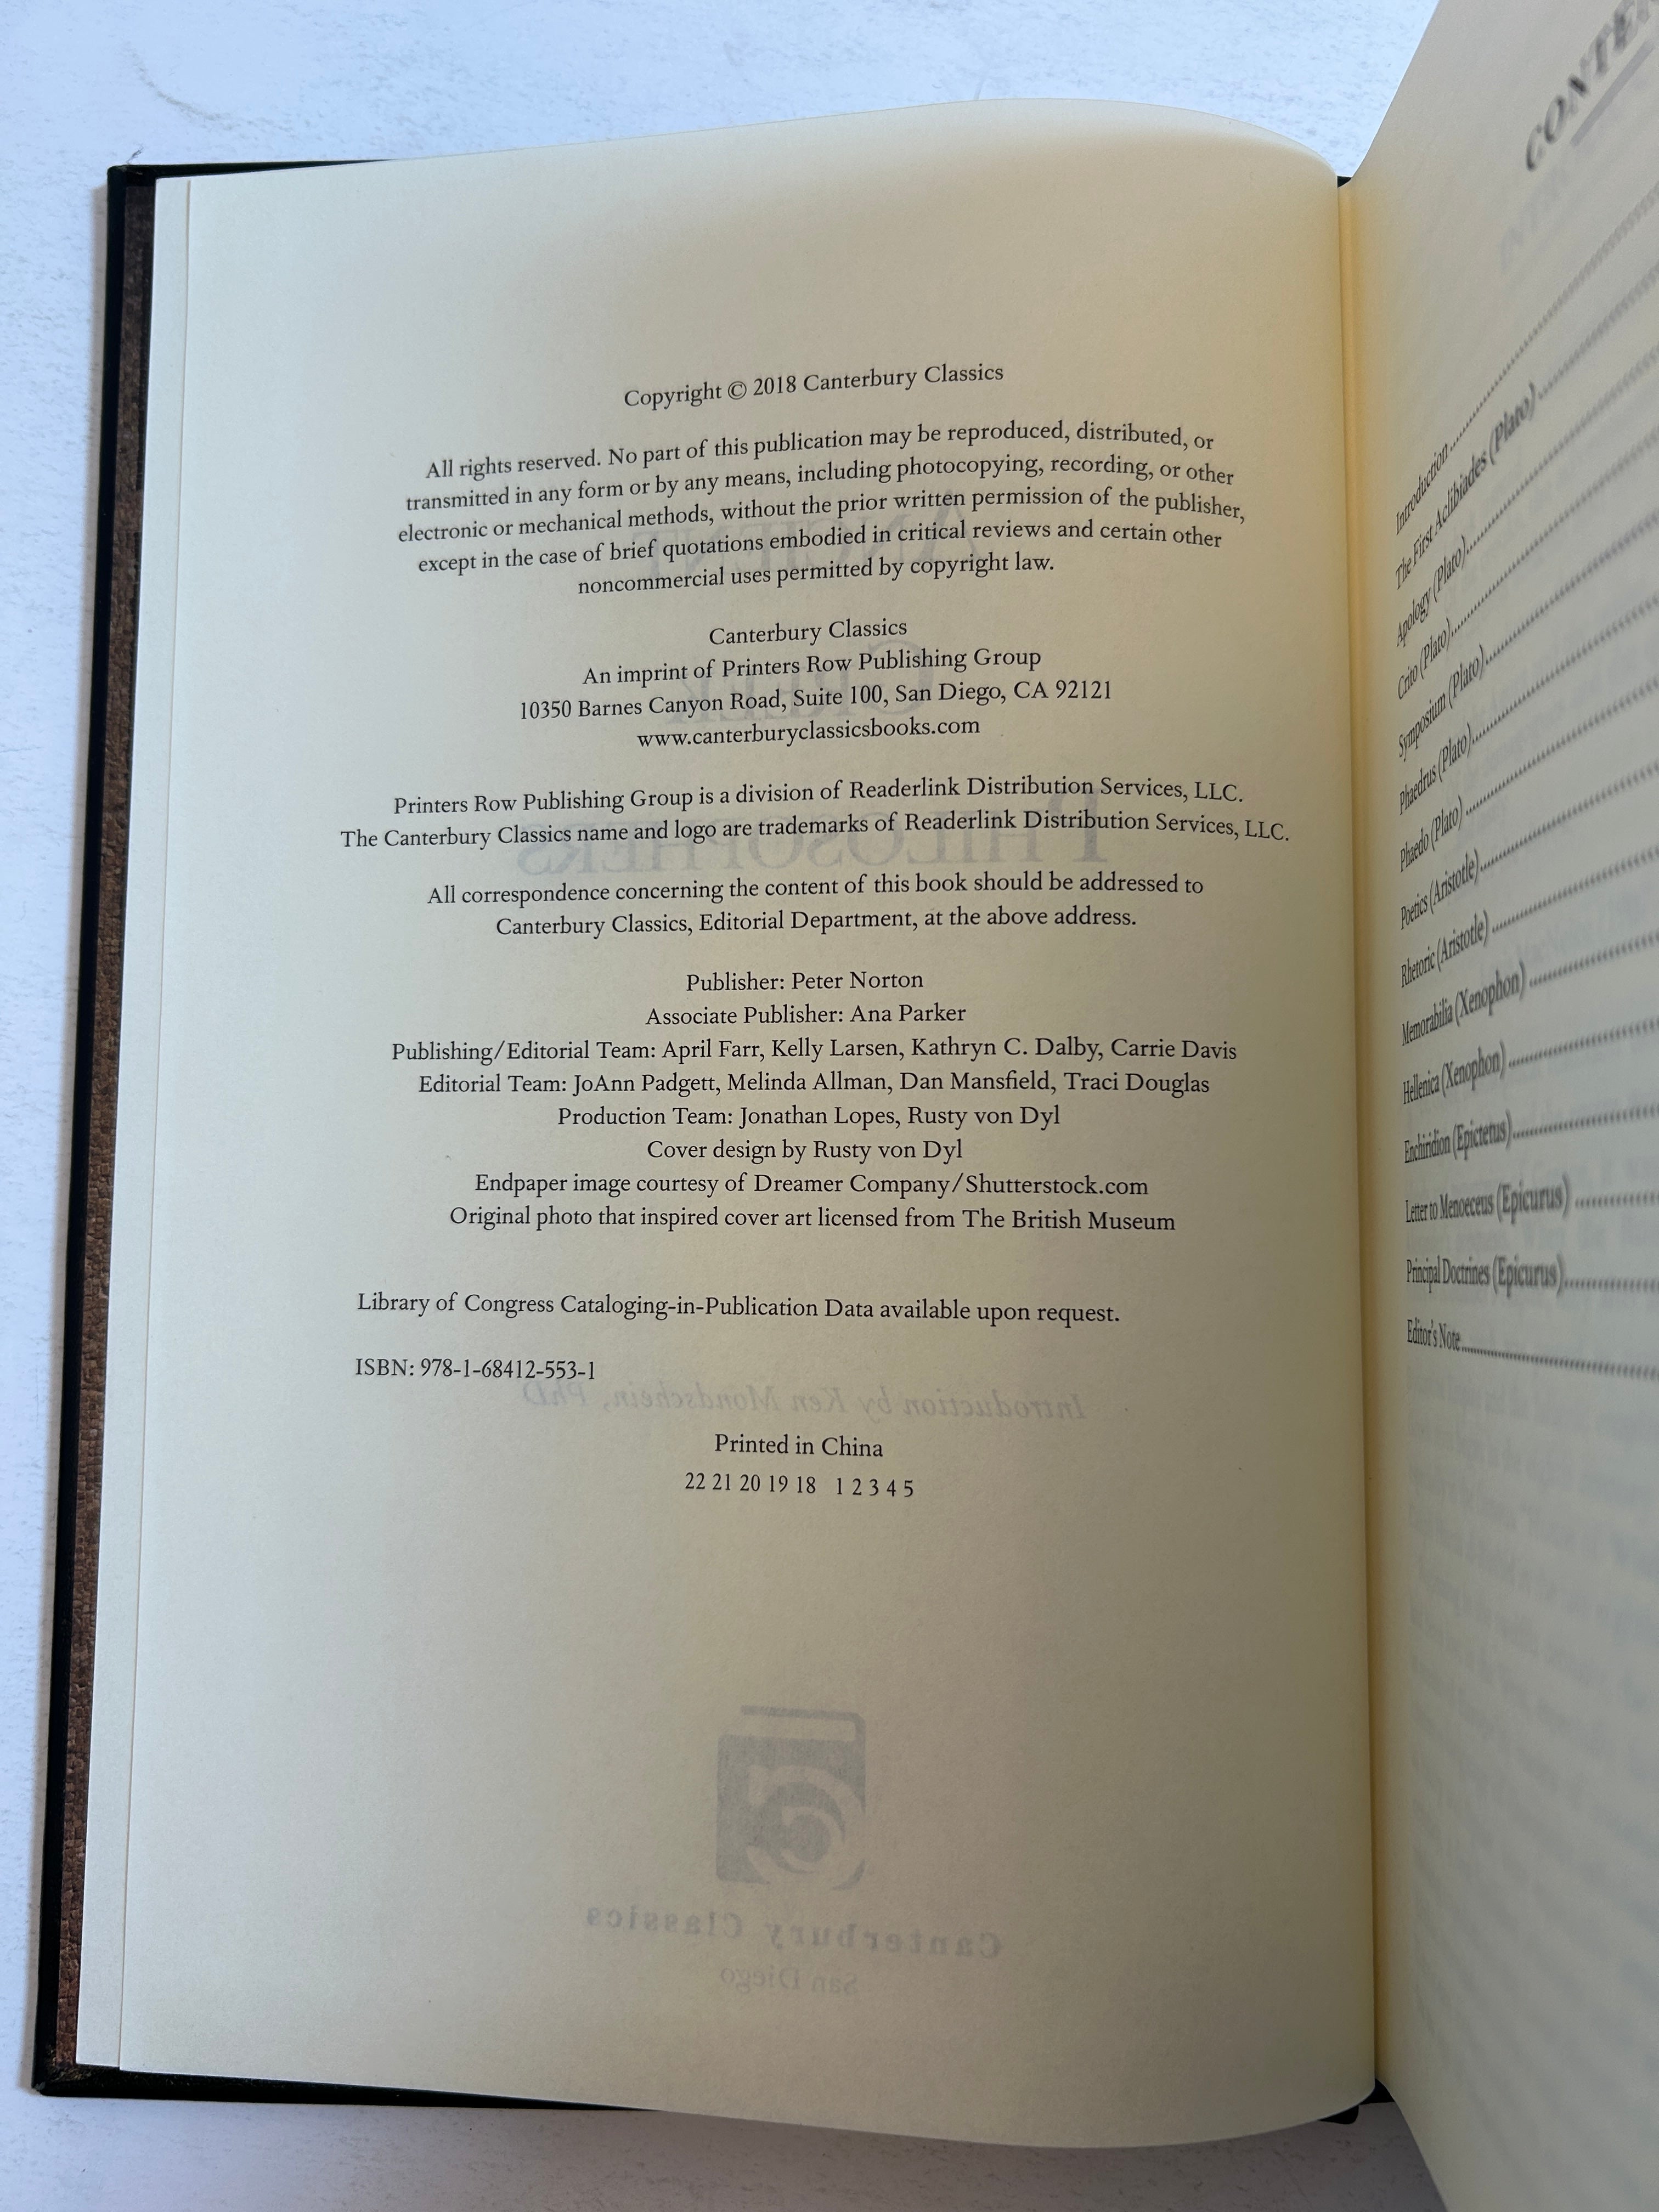 Copyright © 2018 Canterbury Classics
All rights reserved. No part of this publication may be reproduced, distributed, or
transmitted in any form or by any means, including photocopying, recording, or other
electronic or mechanical methods, without the prior written permission of the publisher,
except in the case of brief quotations embodied in critical reviews and certain other
noncommercial uses permitted by copyright law.
Canterbury Classics
An imprint of Printers Row Publishing Group
10350 Barnes Canyon Road, Suite 100, San Diego, CA 92121
www.canterburyclassicsbooks.com
Printers Row Publishing Group is a division of Readerlink Distribution Services, LLC.
The Canterbury Classics name and logo are trademarks of Readerlink Distribution Services, LLC.
All correspondence concerning the content of this book should be addressed to
Canterbury Classics, Editorial Department, at the above address.
Publisher: Peter Norton
Associate Publisher: Ana Parker
Publishing/Editorial Team: April Farr, Kelly Larsen, Kathryn C. Dalby, Carrie Davis
Editorial Team: JoAnn Padgett, Melinda Allman, Dan Mansfield, Traci Douglas
Production Team: Jonathan Lopes, Rusty von Dyl
Cover design by Rusty von Dyl
Endpaper image courtesy of Dreamer Company/Shutterstock.com
Original photo that inspired cover art licensed from The British Museum
Library of Congress Cataloging-in-Publication Data available upon request.
ISBN: 978-1-68412-553-1
Introduction by Ken Mondschein, PhD
Printed in China
22 21 20 19 18 1 2 3 4 5
Canterbury Classics
San Diego
Introduction
The First Aclibiades (Plato)
Apology (Plato)
Crito (Plato)
Symposium (Plato)
Phaedrus (Plato)
Phaedo (Plato)
Poetics (Aristotle)
Rhetoric (Aristotle)
Memorabilia (Xenophon)
Hellenica (Xenophon)
Enchiridion (Epictetus)
Letter to Menoeceus (Epicurus)
Principal Doctrines (Epicurus)
Editor's Note